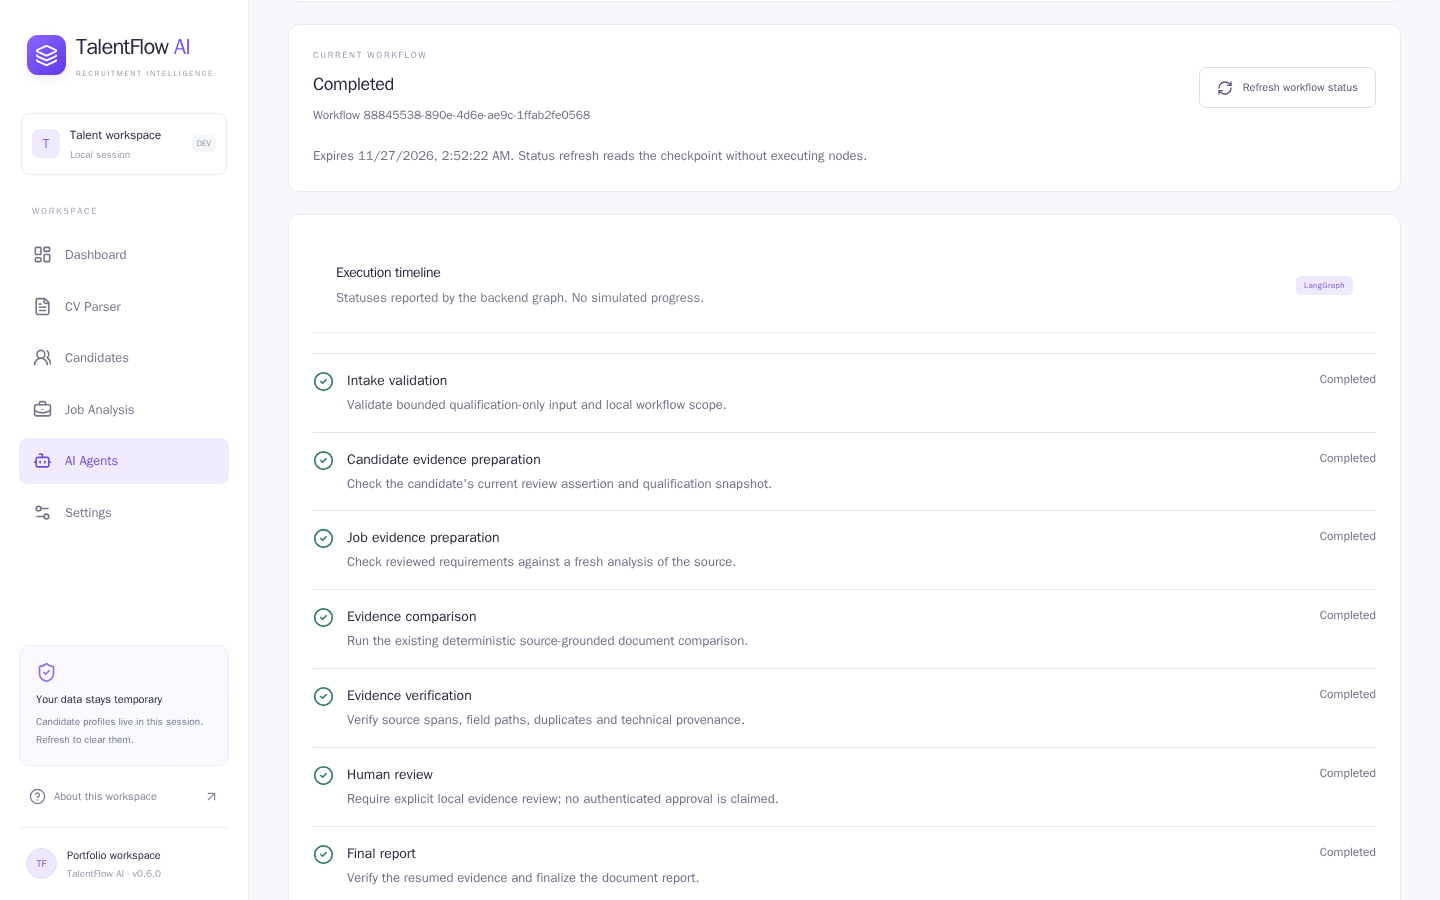 TalentFlow AI
RECRUITMENT INTELLIGENCE
T
Talent workspace
Local session
DEV
WORKSPACE
Dashboard
CV Parser
Candidates
Job Analysis
AI Agents
Settings
Your data stays temporary
Candidate profiles live in this session.
Refresh to clear them.
About this workspace
TF
Portfolio workspace
TalentFlow AI · v0.6.0
CURRENT WORKFLOW
Completed
Workflow 88845538-890e-4d6e-ae9c-1ffab2fe0568
Refresh workflow status
Expires 11/27/2026, 2:52:22 AM. Status refresh reads the checkpoint without executing nodes.
Execution timeline
Statuses reported by the backend graph. No simulated progress.
LangGraph
Intake validation
Completed
Validate bounded qualification-only input and local workflow scope.
Candidate evidence preparation
Completed
Check the candidate's current review assertion and qualification snapshot.
Job evidence preparation
Completed
Check reviewed requirements against a fresh analysis of the source.
Evidence comparison
Completed
Run the existing deterministic source-grounded document comparison.
Evidence verification
Completed
Verify source spans, field paths, duplicates and technical provenance.
Human review
Completed
Require explicit local evidence review; no authenticated approval is claimed.
Final report
Completed
Verify the resumed evidence and finalize the document report.